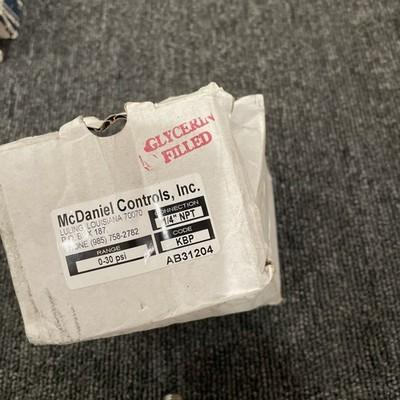 GLYCERIN
FILLED
McDaniel Controls, Inc.
LULING, LOUISIANA 70070
P.O. B X 187
PHONE (985) 758-2782
CONNECTION
1/4" NPT
RANGE
0-30 psi
CODE
KBP
AB31204